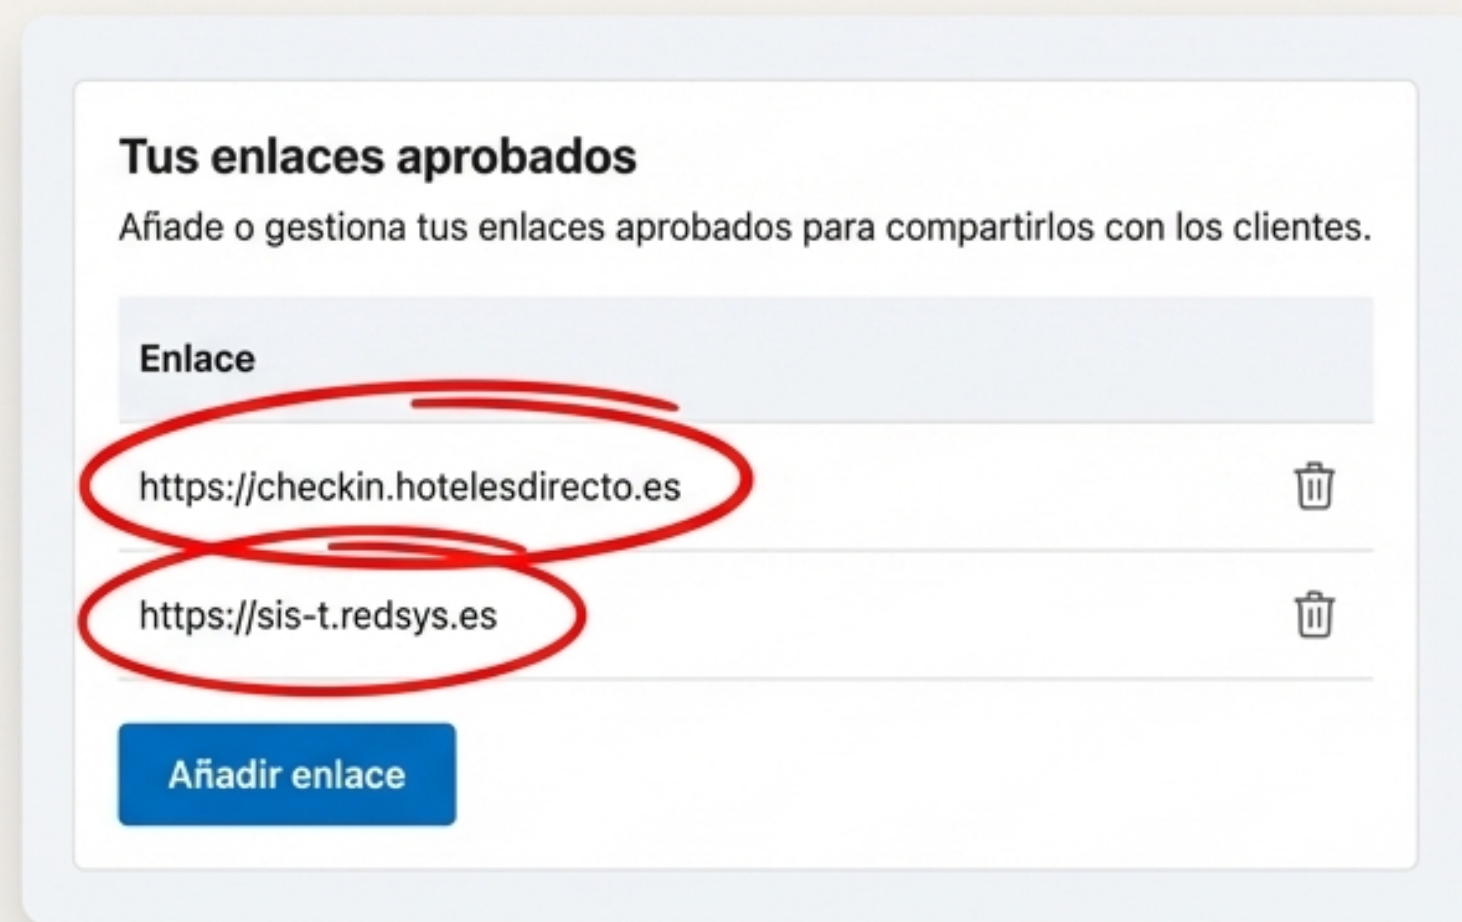 Tus enlaces aprobados
Añade o gestiona tus enlaces aprobados para compartirlos con los clientes.
Enlace
https://checkin.hotelesdirecto.es
https://sis-t.redsys.es
Añadir enlace